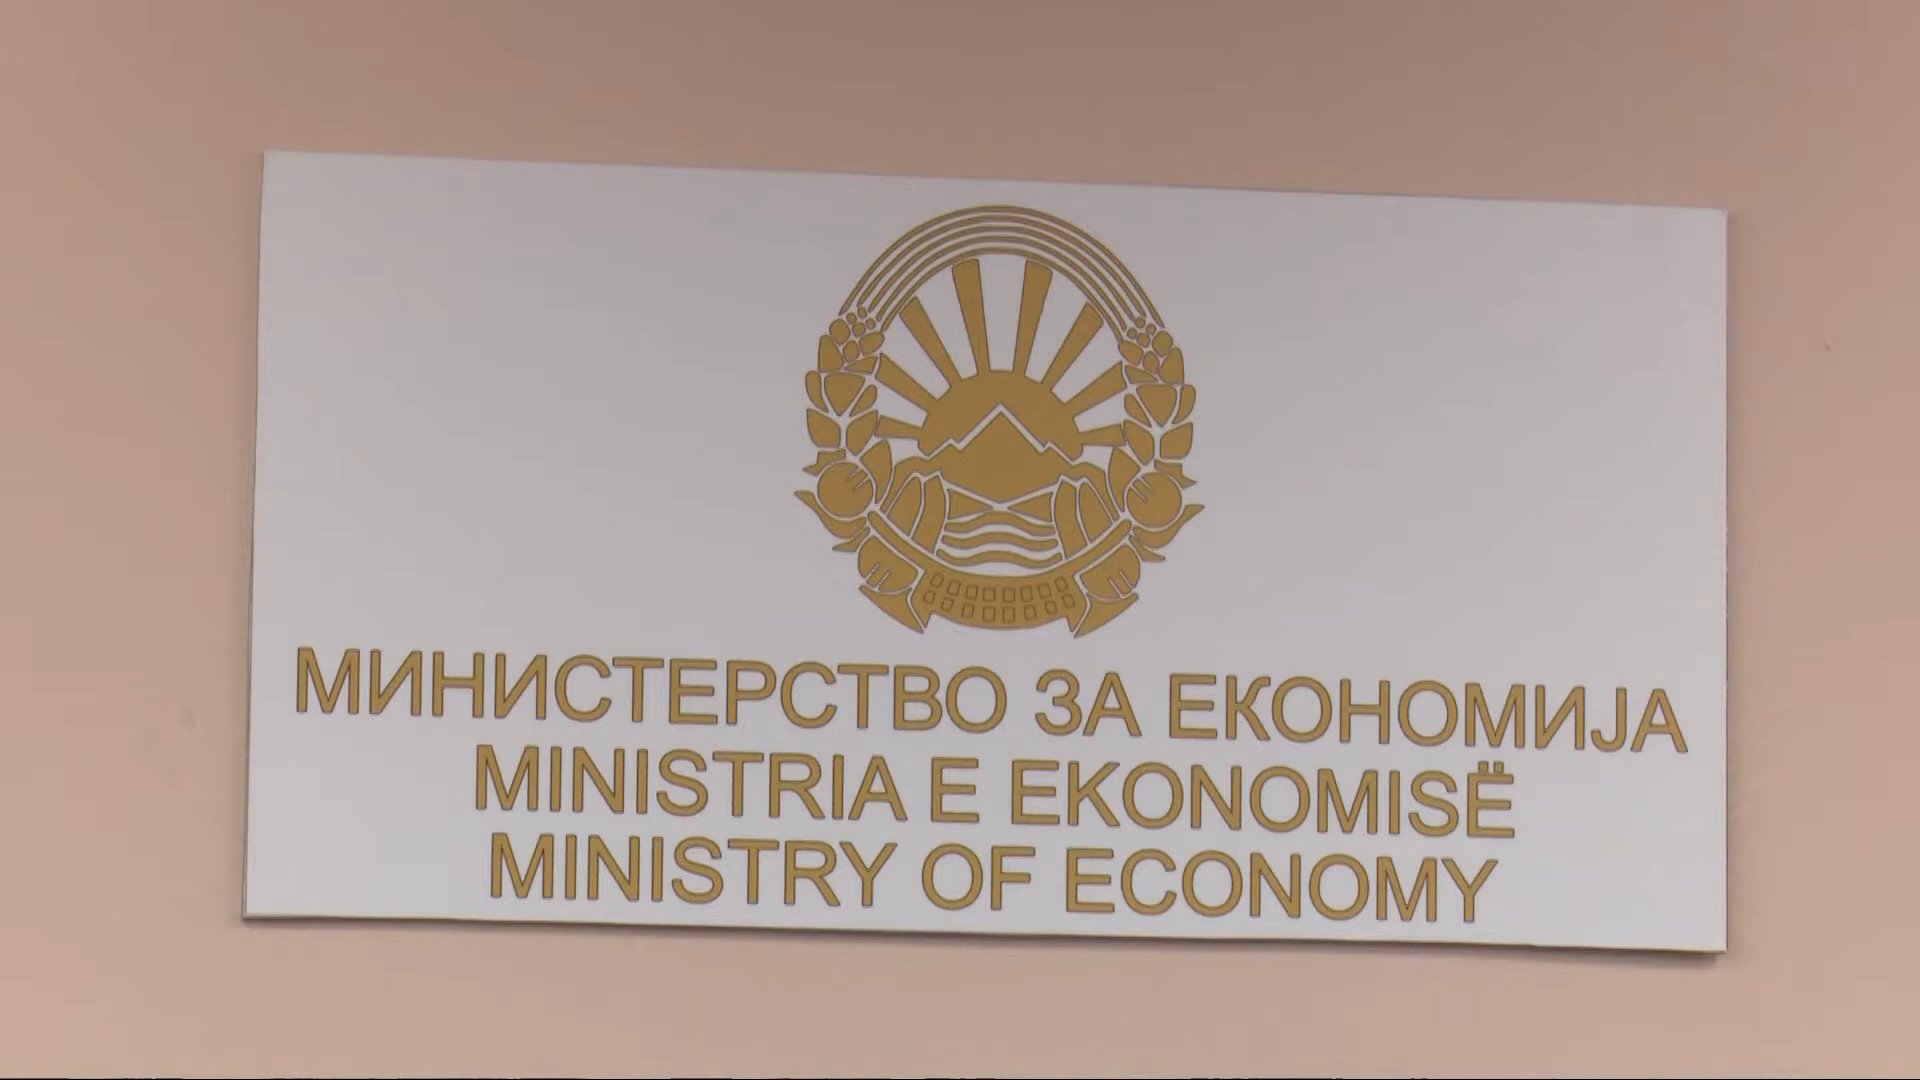 МИНИСТЕРСТВО ЗА ЕКОНОМИЈА
MINISTRIA E EKONOMISË
MINISTRY OF ECONOMY